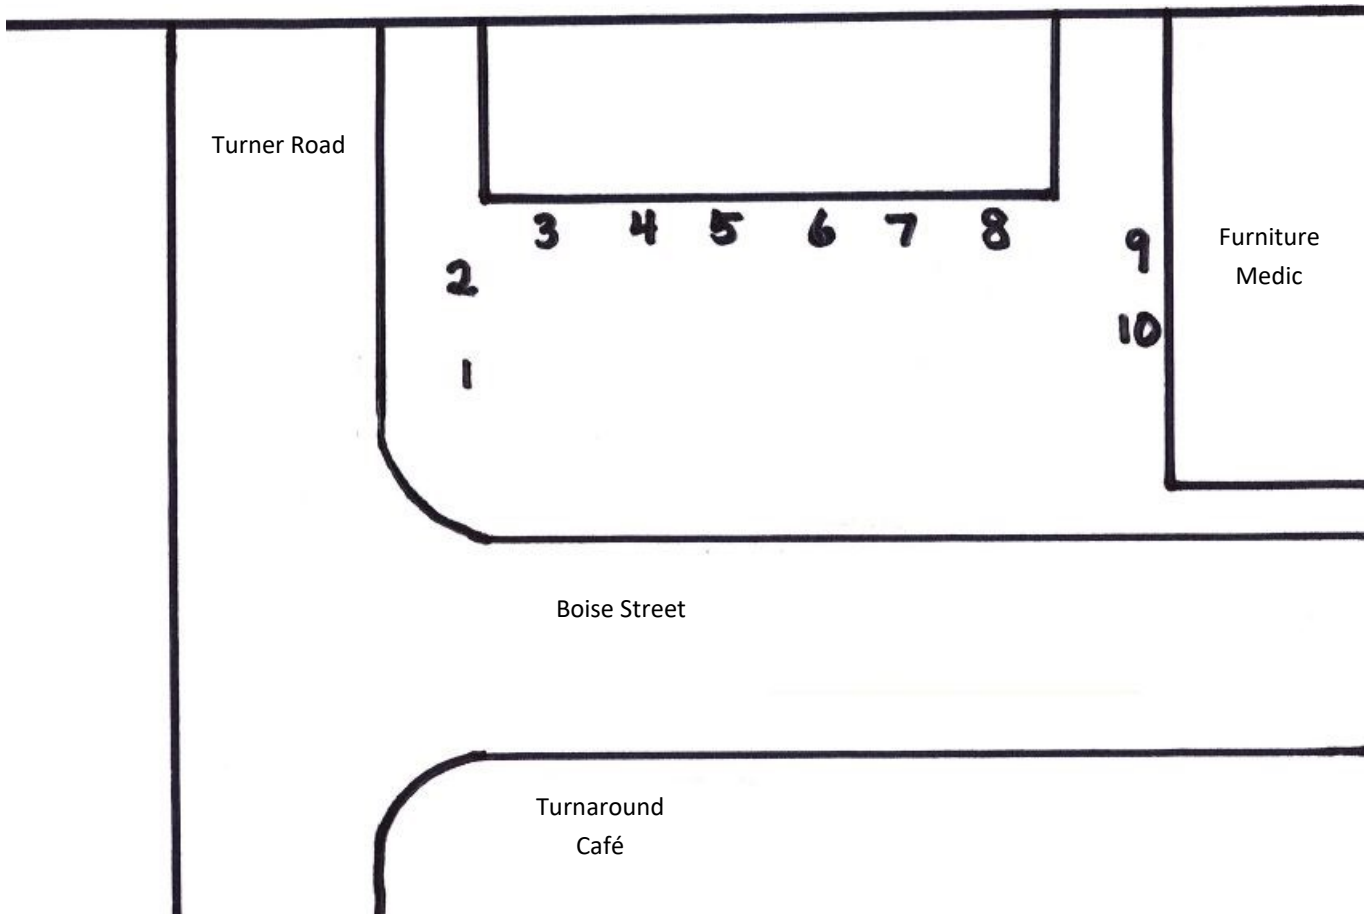 Turner Road
3 4 5 6 7 8
9
Furniture
Medic
2
10
1
Boise Street
Turnaround
Café